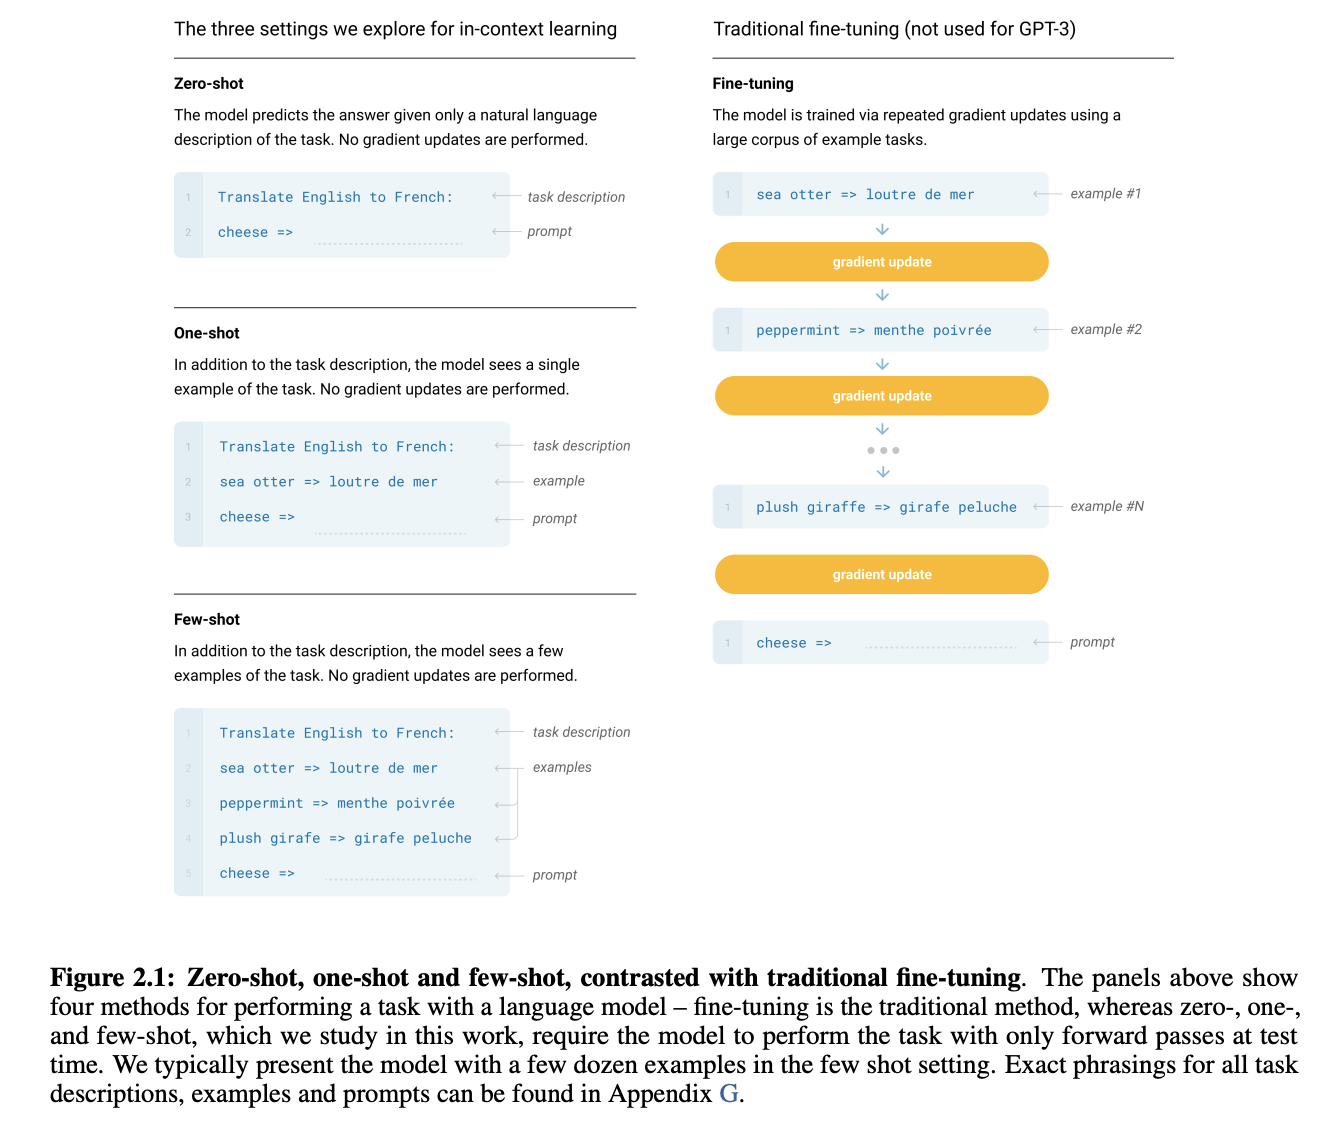 The three settings we explore for in-context learning
Zero-shot
The model predicts the answer given only a natural language
description of the task. No gradient updates are performed.
1 Translate English to French: task description
2 cheese => prompt
One-shot
In addition to the task description, the model sees a single
example of the task. No gradient updates are performed.
1 Translate English to French: task description
2 sea otter => loutre de mer example
3 cheese => prompt
Few-shot
In addition to the task description, the model sees a few
examples of the task. No gradient updates are performed.
1 Translate English to French: task description
2 sea otter => loutre de mer examples
3 peppermint => menthe poivrée
4 plush girafe => girafe peluche
5 cheese => prompt
Traditional fine-tuning (not used for GPT-3)
Fine-tuning
The model is trained via repeated gradient updates using a
large corpus of example tasks.
1 sea otter => loutre de mer example #1
gradient update
1 peppermint => menthe poivrée example #2
gradient update
1 plush giraffe => girafe peluche example #N
gradient update
1 cheese => prompt
Figure 2.1: Zero-shot, one-shot and few-shot, contrasted with traditional fine-tuning. The panels above show
four methods for performing a task with a language model – fine-tuning is the traditional method, whereas zero-, one-,
and few-shot, which we study in this work, require the model to perform the task with only forward passes at test
time. We typically present the model with a few dozen examples in the few shot setting. Exact phrasings for all task
descriptions, examples and prompts can be found in Appendix G.